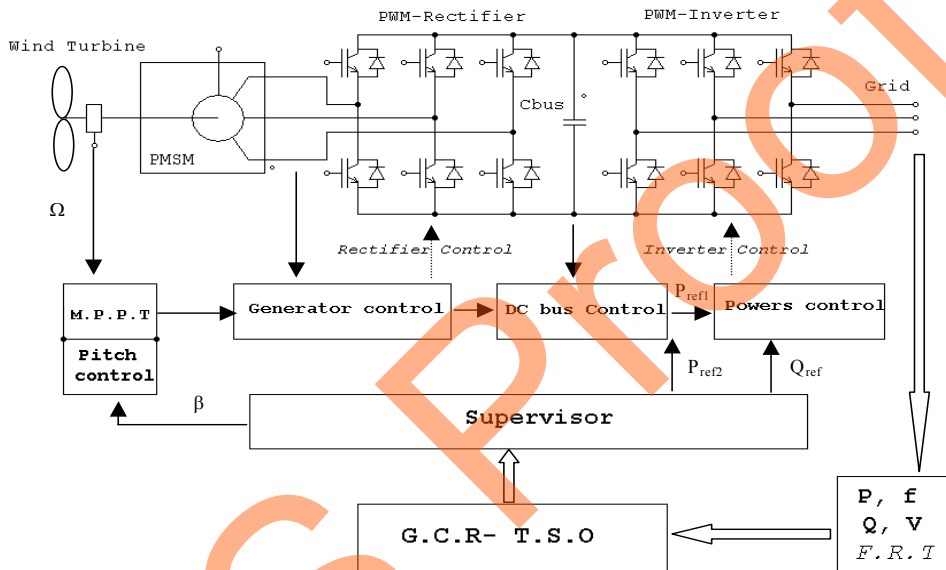 PWM-Rectifier
PWM-Inverter
Wind Turbine
Grid
Cbus
PMSM
Ω
Rectifier Control
Inverter Control
M.P.P.T
Generator control
DC bus Control
Pref1
Powers control
Pitch
control
Pref2
Qref
β
Supervisor
P, f
Q, V
F.R.T
G.C.R- T.S.O
s Proof